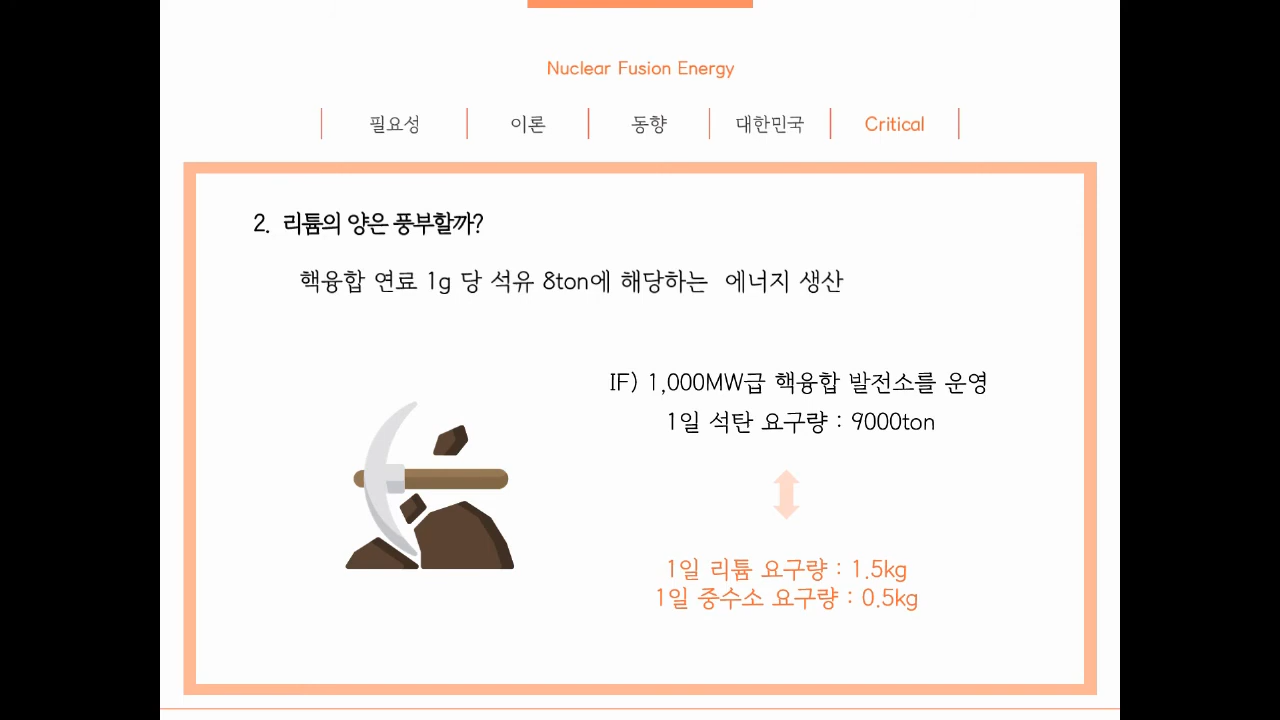 Nuclear Fusion Energy
필요성 이론 동향 대한민국 Critical
2. 리튬의 양은 풍부할까?
핵융합 연료 1g 당 석유 8ton에 해당하는 에너지 생산
IF) 1,000MW급 핵융합 발전소를 운영
1일 석탄 요구량 : 9000ton
1일 리튬 요구량 : 1.5kg
1일 중수소 요구량 : 0.5kg